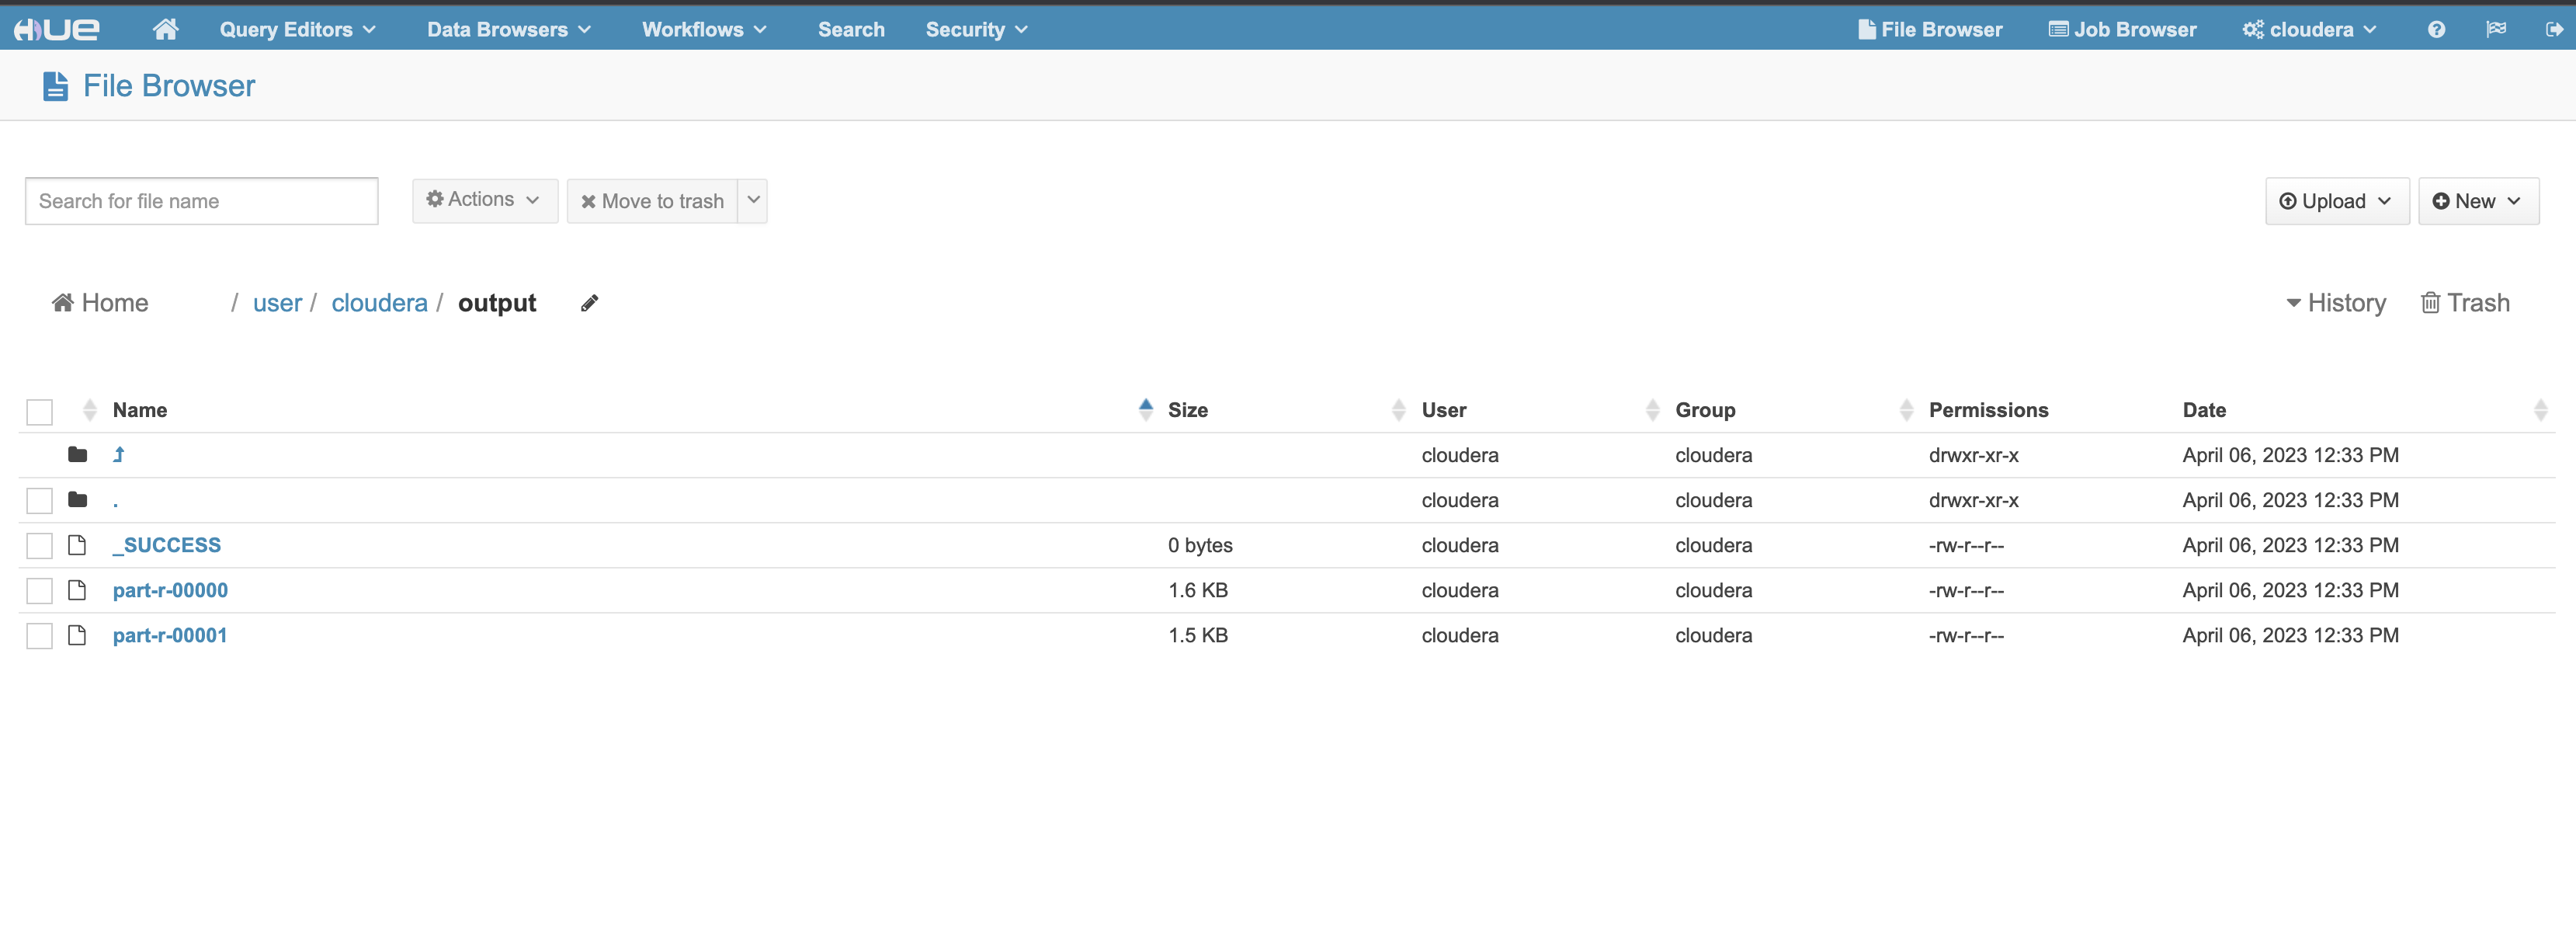 HUE Query Editors Data Browsers Workflows Search Security File Browser Job Browser cloudera
File Browser
Search for file name Actions Move to trash Upload New
Home / user / cloudera / output History Trash
Name Size User Group Permissions Date
cloudera cloudera drwxr-xr-x April 06, 2023 12:33 PM
. cloudera cloudera drwxr-xr-x April 06, 2023 12:33 PM
_SUCCESS 0 bytes cloudera cloudera -rw-r--r-- April 06, 2023 12:33 PM
part-r-00000 1.6 KB cloudera cloudera -rw-r--r-- April 06, 2023 12:33 PM
part-r-00001 1.5 KB cloudera cloudera -rw-r--r-- April 06, 2023 12:33 PM